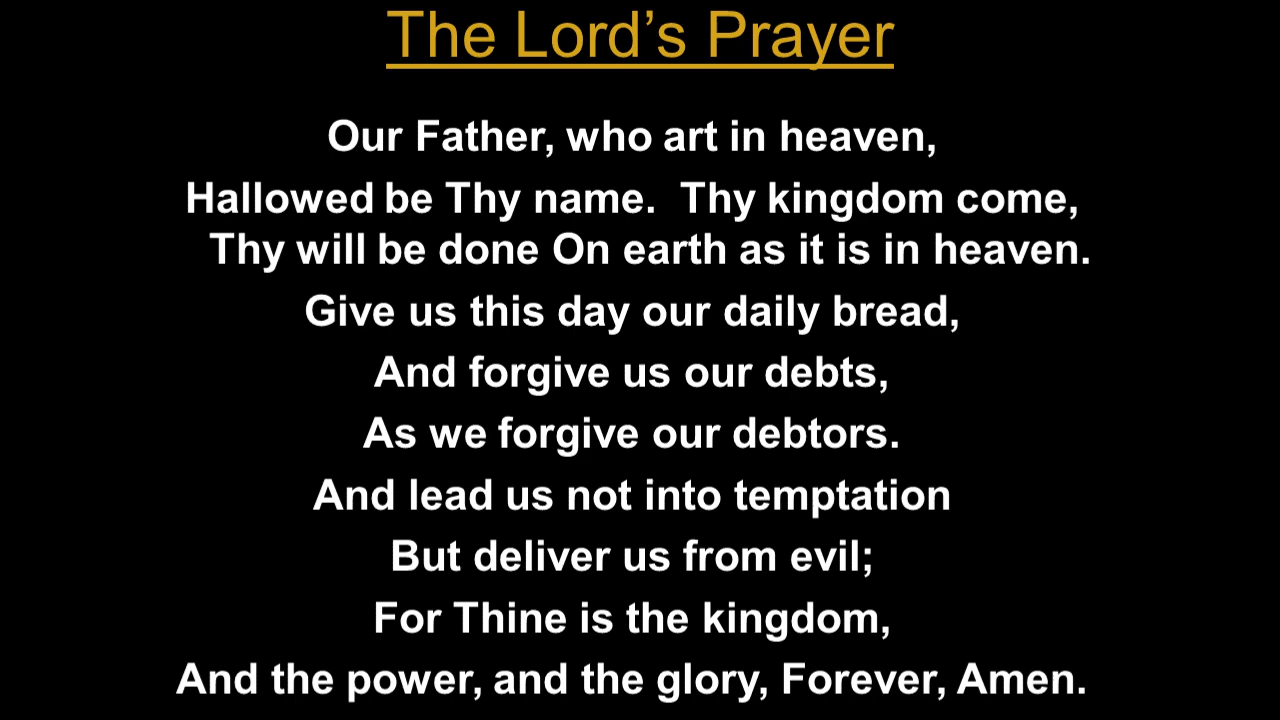 The Lord’s Prayer
Our Father, who art in heaven,
Hallowed be Thy name.  Thy kingdom come,
Thy will be done On earth as it is in heaven.
Give us this day our daily bread,
And forgive us our debts,
As we forgive our debtors.
And lead us not into temptation
But deliver us from evil;
For Thine is the kingdom,
And the power, and the glory, Forever, Amen.